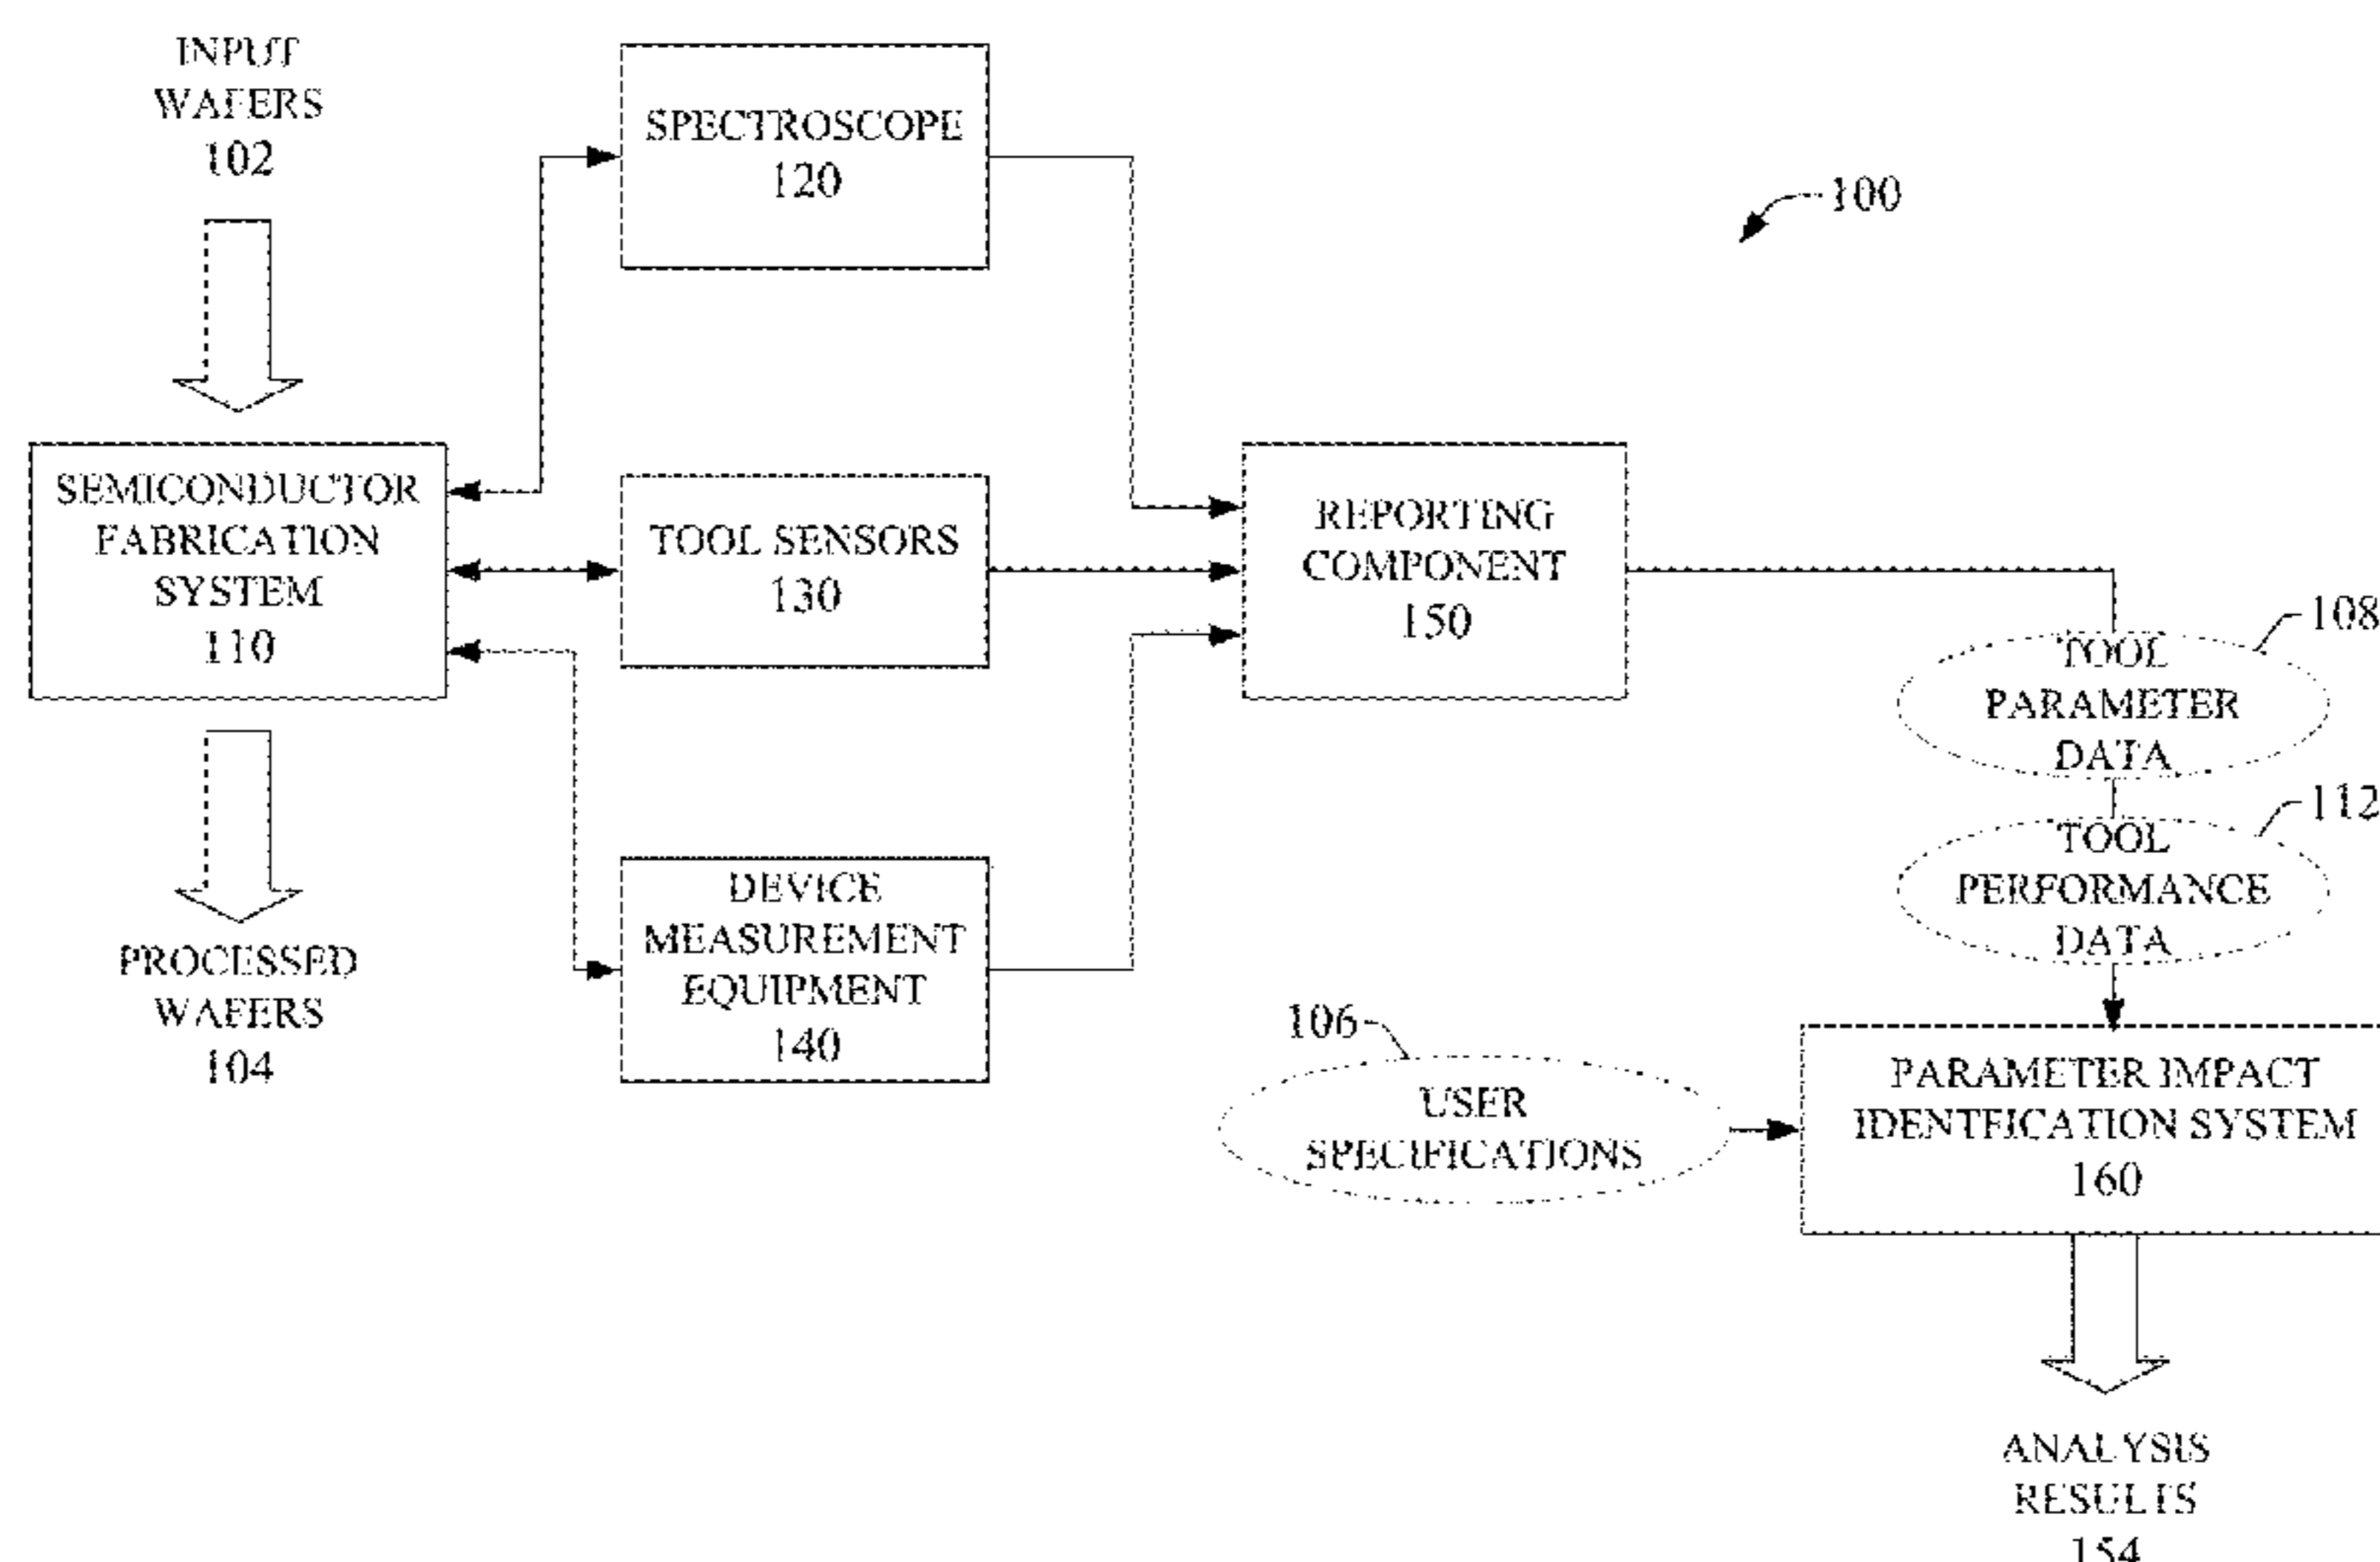 INPUT
WAFERS
102
SPECTROSCOPE
120
100
SEMICONDUCTOR
FABRICATION
SYSTEM
110
TOOL SENSORS
130
REPORTING
COMPONENT
150
108
TOOL
PARAMETER
DATA
112
TOOL
PERFORMANCE
DATA
PROCESSED
WAFERS
104
DEVICE
MEASUREMENT
EQUIPMENT
140
106
USER
SPECIFICATIONS
PARAMETER IMPACT
IDENTFICATION SYSTEM
160
ANALYSIS
RESULTS
154